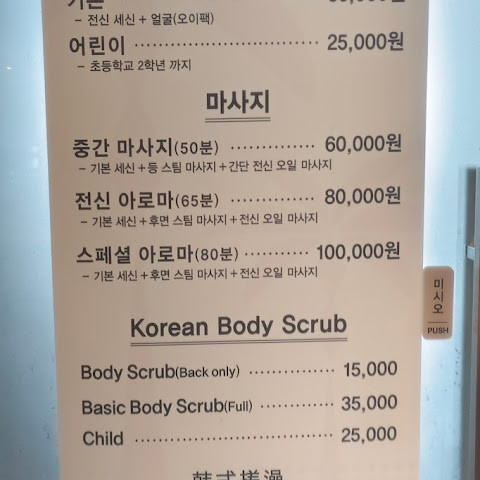 기본
- 전신 세신 + 얼굴(오이팩)
어린이 ······························ 25,000원
- 초등학교 2학년 까지
마사지
중간 마사지(50분) ·············· 60,000원
- 기본 세신+등 스팀 마사지+간단 전신 오일 마사지
전신 아로마(65분) ·············· 80,000원
- 기본 세신+후면 스팀 마사지+전신 오일 마사지
스페셜 아로마(80분) ··········· 100,000원
- 기본 세신+후면 스팀 마사지+전신 오일 마사지
미시오
PUSH
Korean Body Scrub
Body Scrub(Back only) ·············· 15,000
Basic Body Scrub(Full) ············ 35,000
Child ···································· 25,000
韩式搓澡